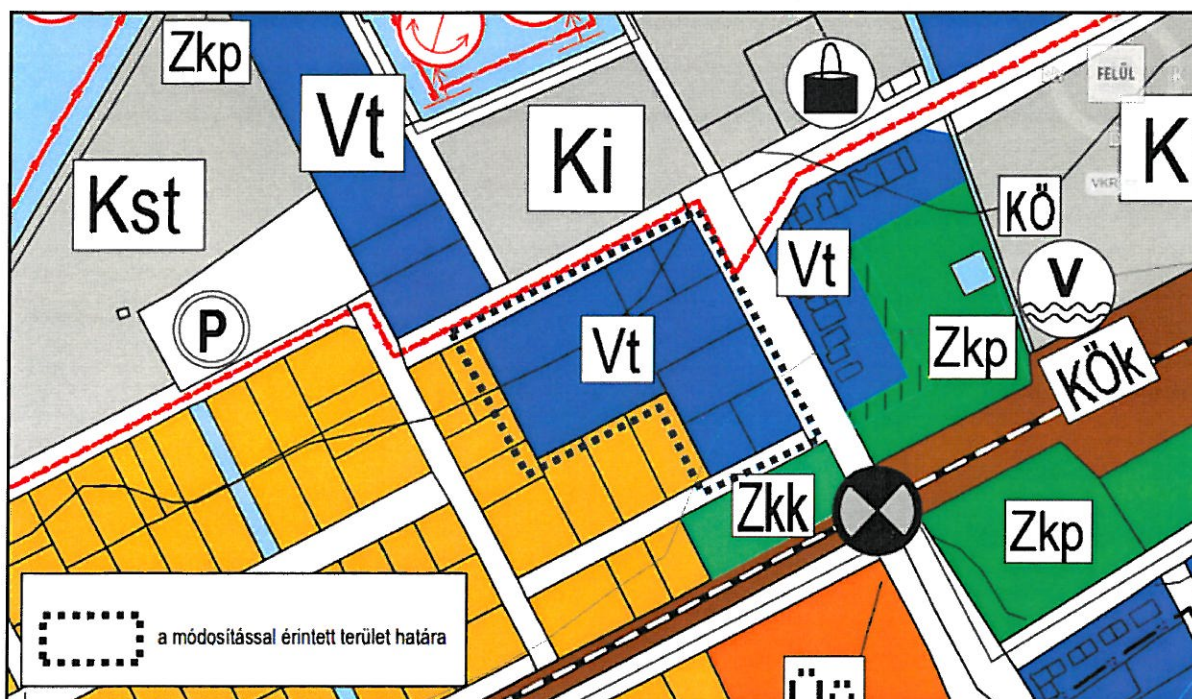 Zkp
Vt
Ki
FELÜL
K
Kst
KÖ
Vt
V
P
Vt
Zkp
KÖk
Zkk
Zkp
a módosítással érintett terület határa